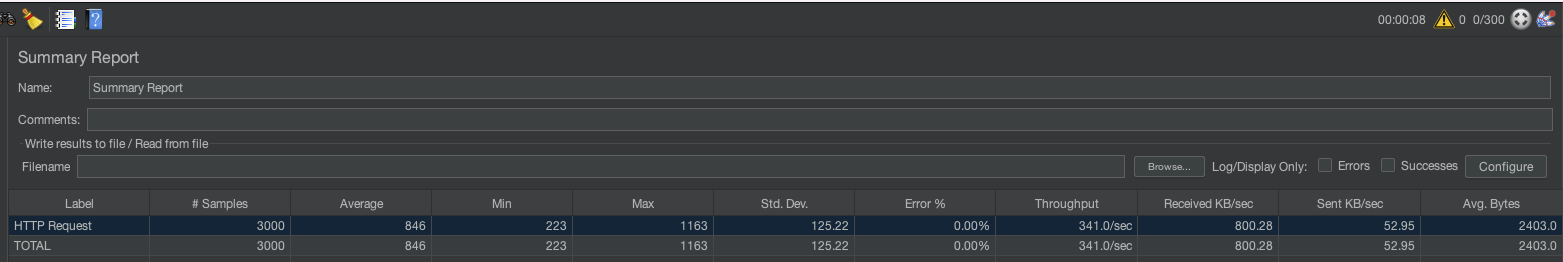 00:00:08 0 0/300
Summary Report
Name: Summary Report
Comments:
Write results to file / Read from file
Filename Browse... Log/Display Only: Errors Successes Configure
Label # Samples Average Min Max Std. Dev. Error % Throughput Received KB/sec Sent KB/sec Avg. Bytes
HTTP Request 3000 846 223 1163 125.22 0.00% 341.0/sec 800.28 52.95 2403.0
TOTAL 3000 846 223 1163 125.22 0.00% 341.0/sec 800.28 52.95 2403.0